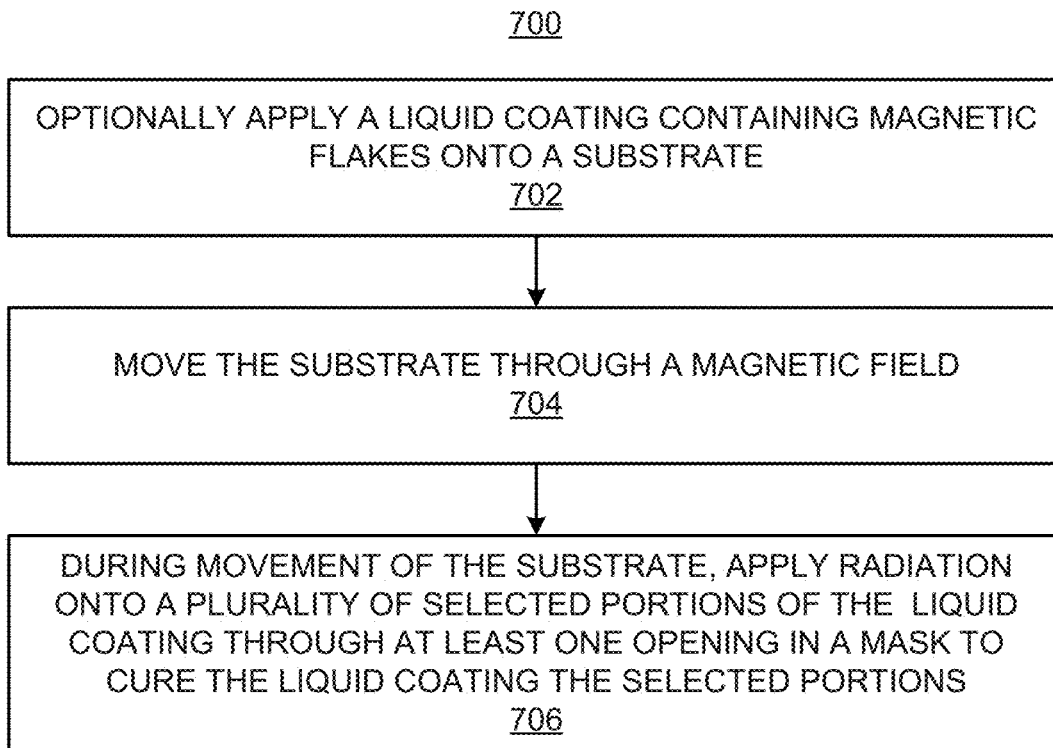 700
OPTIONALLY APPLY A LIQUID COATING CONTAINING MAGNETIC
FLAKES ONTO A SUBSTRATE
702
MOVE THE SUBSTRATE THROUGH A MAGNETIC FIELD
704
DURING MOVEMENT OF THE SUBSTRATE, APPLY RADIATION
ONTO A PLURALITY OF SELECTED PORTIONS OF THE LIQUID
COATING THROUGH AT LEAST ONE OPENING IN A MASK TO
CURE THE LIQUID COATING THE SELECTED PORTIONS
706